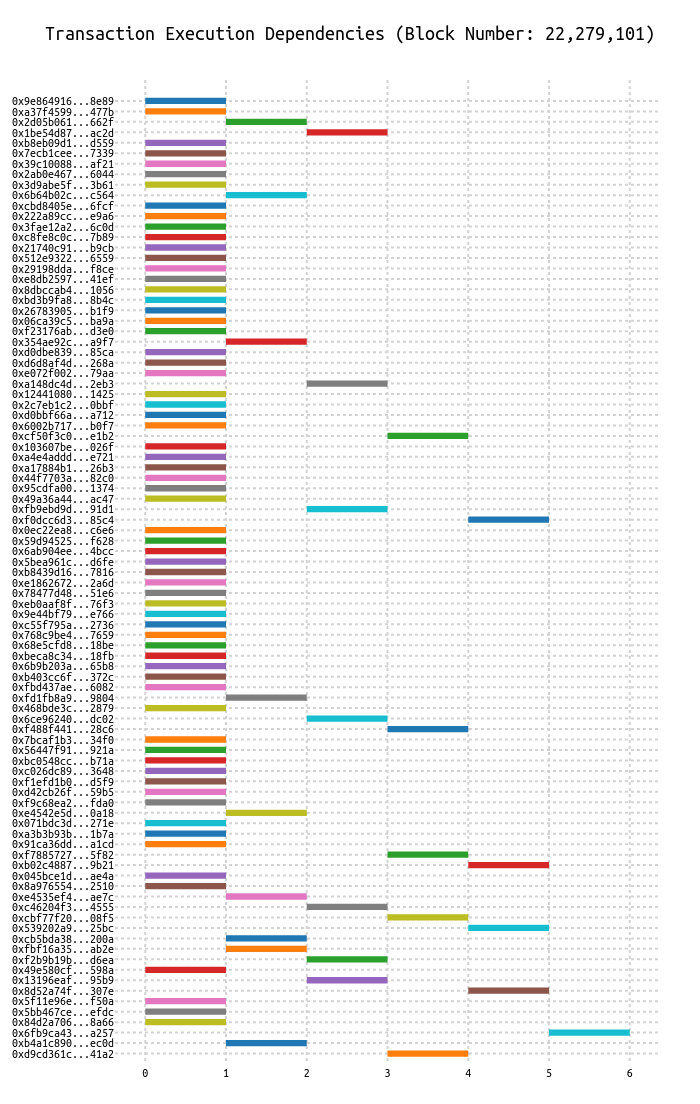 Transaction Execution Dependencies (Block Number: 22,279,101)
0x9e864916...8e89
0xa37f4599...477b
0x2d05b061...662f
0x1be54d87...ac2d
0xb8eb09d1...d559
0x7ecb1cee...7339
0x39c10088...af21
0x2ab0e467...6044
0x3d9abe5f...3b61
0x6b64b02c...c564
0xcbd8405e...6fcf
0x222a89cc...e9a6
0x3fae12a2...6c0d
0xc8fe8c0c...7b89
0x21740c91...b9cb
0x512e9322...6559
0x29198dda...f8ce
0xe8db2597...41ef
0x8dbccab4...1056
0xbd3b9fa8...8b4c
0x26783905...b1f9
0x06ca39c5...ba9a
0xf23176ab...d3e0
0x354ae92c...a9f7
0xd0dbe839...85ca
0xd6d8af4d...268a
0xe072f002...79aa
0xa148dc4d...2eb3
0x12441080...1425
0x2c7eb1c2...0bbf
0xd0bbf66a...a712
0x6002b717...b0f7
0xcf50f3c0...e1b2
0x103607be...026f
0xa4e4addd...e721
0xa17884b1...26b3
0x44f7703a...82c0
0x95cdfa00...1374
0x49a36a44...ac47
0xfb9ebd9d...91d1
0xf0dcc6d3...85c4
0x0ec22ea8...c6e6
0x59d94525...f628
0x6ab904ee...4bcc
0x5bea961c...d6fe
0xb8439d16...7816
0xe1862672...2a6d
0x78477d48...51e6
0xeb0aaf8f...76f3
0x9e44bf79...e766
0xc55f795a...2736
0x768c9be4...7659
0x68e5cfd8...18be
0xbeca8c34...18fb
0x6b9b203a...65b8
0xb403cc6f...372c
0xfbd437ae...6082
0xfd1fb8a9...9804
0x468bde3c...2879
0x6ce96240...dc02
0xf488f441...28c6
0x7bcaf1b3...34f0
0x56447f91...921a
0xbc0548cc...b71a
0xc026dc89...3648
0xf1efd1b0...d5f9
0xd42cb26f...59b5
0xf9c68ea2...fda0
0xe4542e5d...0a18
0x071bdc3d...271e
0xa3b3b93b...1b7a
0x91ca36dd...a1cd
0xf7885727...5f82
0xb02c4887...9b21
0x045bce1d...ae4a
0x8a976554...2510
0xe4535ef4...ae7c
0xc46204f3...4555
0xcbf77f20...08f5
0x539202a9...25bc
0xcb5bda38...200a
0xfbf16a35...ab2e
0xf2b9b19b...d6ea
0x49e580cf...598a
0x13196eaf...95b9
0x8d52a74f...307e
0x5f11e96e...f50a
0x5bb467ce...efdc
0x84d2a706...8a66
0x6fb9ca43...a257
0xb4a1c890...ec0d
0xd9cd361c...41a2
0 1 2 3 4 5 6